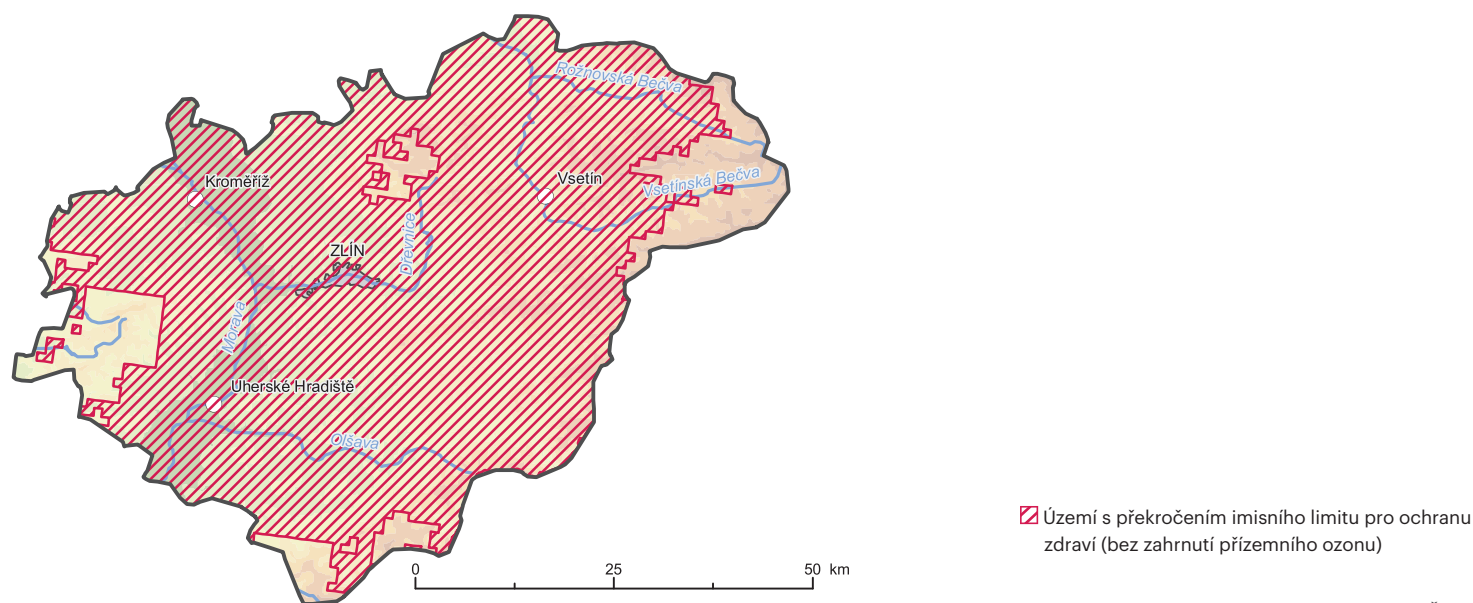 Rožnovská Bečva
Kroměříž
Vsetín
Vsetínská Bečva
Dřevnice
ZLÍN
Morava
Uherské Hradiště
Olšava
0 25 50 km
Území s překročením imisního limitu pro ochranu
zdraví (bez zahrnutí přízemního ozonu)